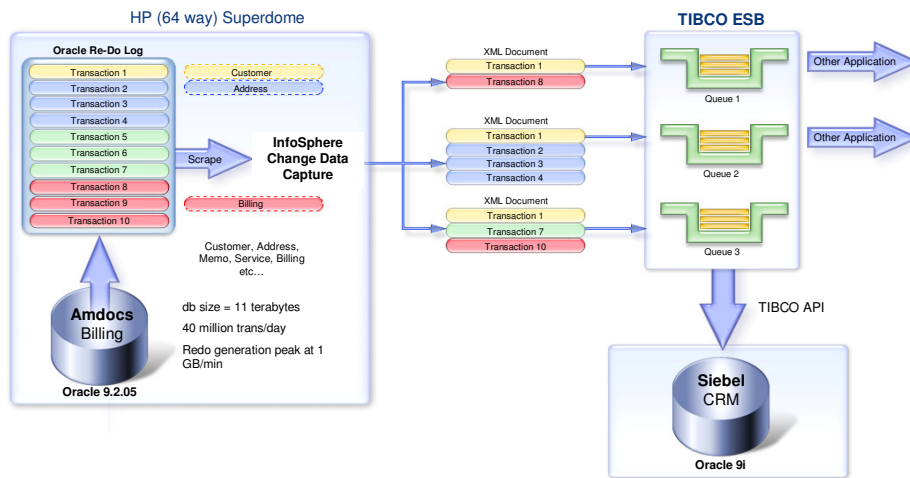 HP (64 way) Superdome
Oracle Re-Do Log
Transaction 1
Transaction 2
Transaction 3
Transaction 4
Transaction 5
Transaction 6
Transaction 7
Transaction 8
Transaction 9
Transaction 10
Customer
Address
Billing
Scrape
InfoSphere
Change Data
Capture
Customer, Address,
Memo, Service, Billing
etc…
db size = 11 terabytes
40 million trans/day
Redo generation peak at 1
GB/min
Amdocs
Billing
Oracle 9.2.05
XML Document
Transaction 1
Transaction 8
XML Document
Transaction 1
Transaction 2
Transaction 3
Transaction 4
XML Document
Transaction 1
Transaction 7
Transaction 10
TIBCO ESB
Queue 1
Queue 2
Queue 3
Other Application
Other Application
TIBCO API
Siebel
CRM
Oracle 9i